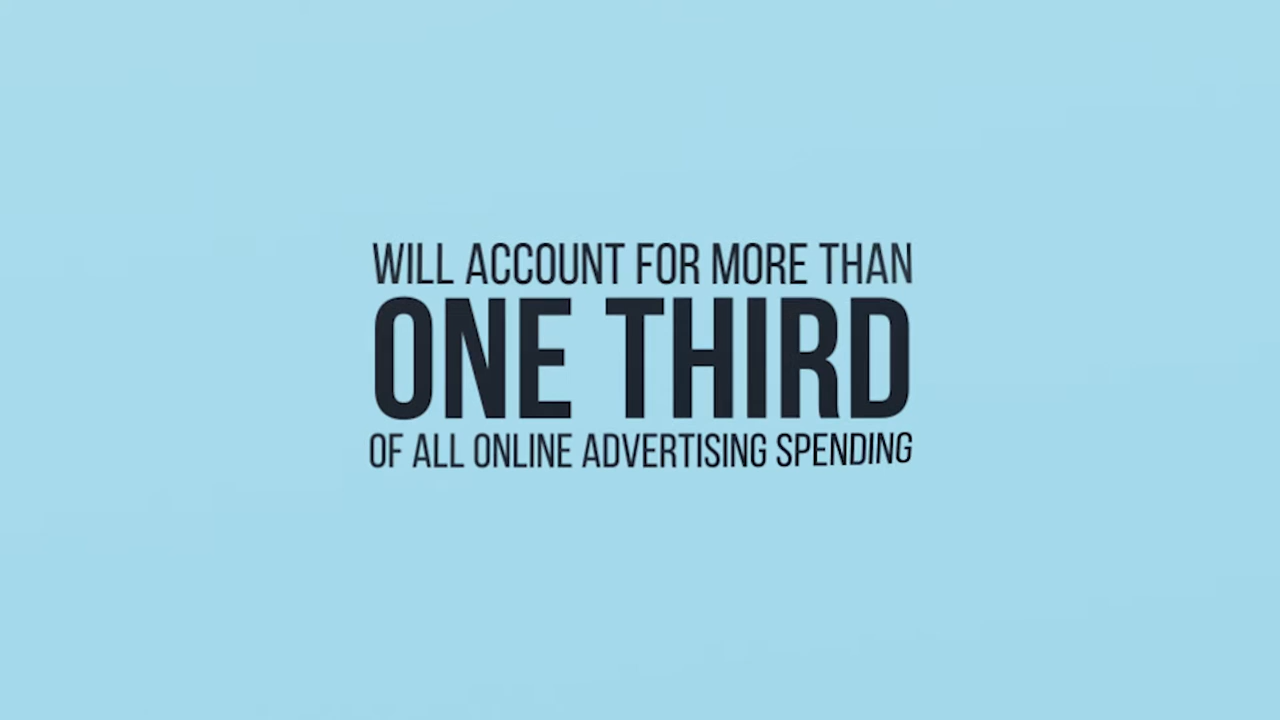 WILL ACCOUNT FOR MORE THAN
ONE THIRD
OF ALL ONLINE ADVERTISING SPENDING